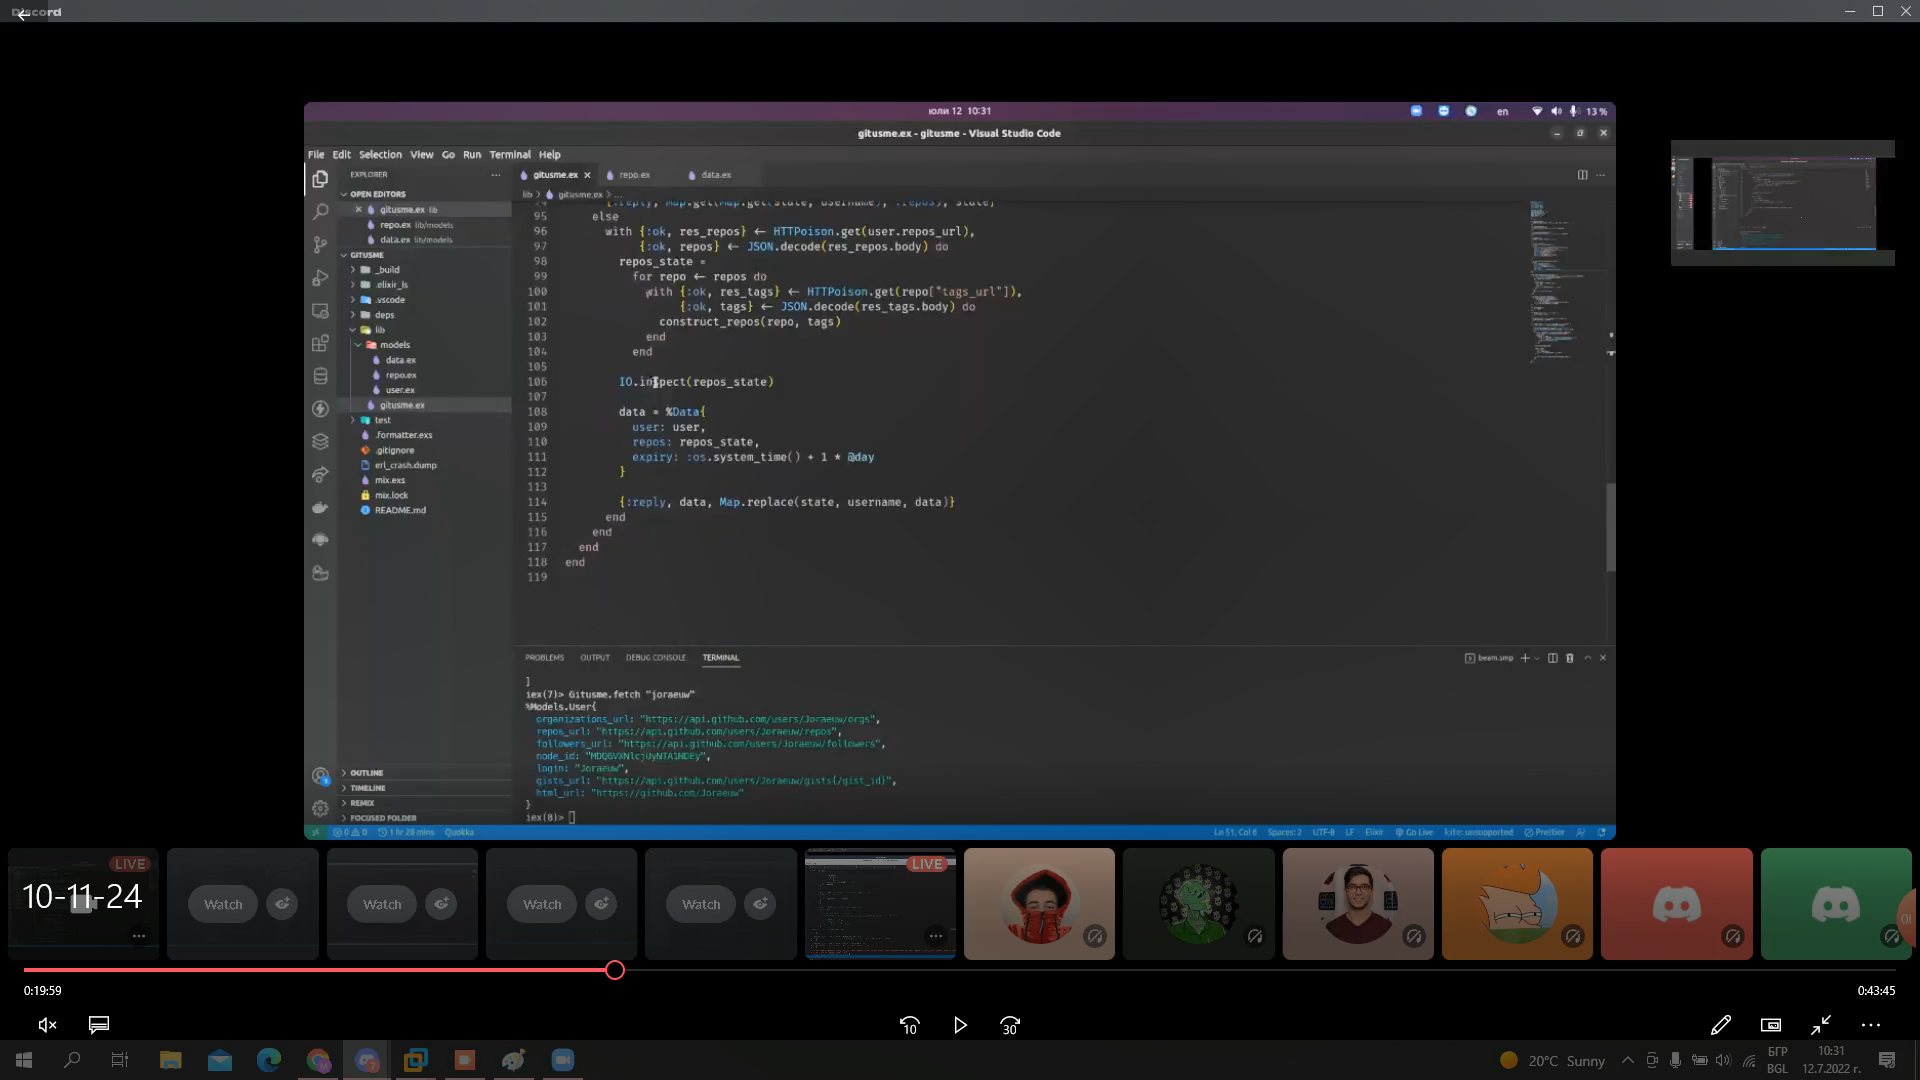 Discord
юли 12 10:31
en
13 %
gitusme.ex - gitusme - Visual Studio Code
File Edit Selection View Go Run Terminal Help
EXPLORER
gitusme.ex
repo.ex
data.ex
OPEN EDITORS
lib > gitusme.ex > ...
gitusme.ex lib
repo.ex lib/models
data.ex lib/models
GITUSME
_build
.elixir_ls
.vscode
deps
lib
models
data.ex
repo.ex
user.ex
gitusme.ex
test
.formatter.exs
.gitignore
erl_crash.dump
mix.exs
mix.lock
README.md
OUTLINE
TIMELINE
REMIX
FOCUSED FOLDER
94 {:reply, Map.get(Map.get(state, username), :repos), state}
95 else
96 with {:ok, res_repos} <- HTTPoison.get(user.repos_url),
97 {:ok, repos} <- JSON.decode(res_repos.body) do
98 repos_state =
99 for repo <- repos do
100 with {:ok, res_tags} <- HTTPoison.get(repo["tags_url"]),
101 {:ok, tags} <- JSON.decode(res_tags.body) do
102 construct_repos(repo, tags)
103 end
104 end
105
106 IO.inspect(repos_state)
107
108 data = %Data{
109 user: user,
110 repos: repos_state,
111 expiry: :os.system_time() + 1 * @day
112 }
113
114 {:reply, data, Map.replace(state, username, data)}
115 end
116 end
117 end
118 end
119
PROBLEMS OUTPUT DEBUG CONSOLE TERMINAL
beam.smp
]
iex(7)> Gitusme.fetch "joraeuw"
%Models.User{
organizations_url: "https://api.github.com/users/Joraeuw/orgs",
repos_url: "https://api.github.com/users/Joraeuw/repos",
followers_url: "https://api.github.com/users/Joraeuw/followers",
node_id: "MDQ6VXNlcjUyNTA1NDEy",
login: "Joraeuw",
gists_url: "https://api.github.com/users/Joraeuw/gists{/gist_id}",
html_url: "https://github.com/Joraeuw"
}
iex(8)>
0 0 1 hr 28 mins Quokka
Ln 51, Col 6 Spaces: 2 UTF-8 LF Elixir Go Live kite: unsupported Prettier
LIVE
10-11-24
Watch
Watch
Watch
Watch
LIVE
0:19:59
0:43:45
10
30
20°C Sunny
БГР
BGL
10:31
12.7.2022 г.